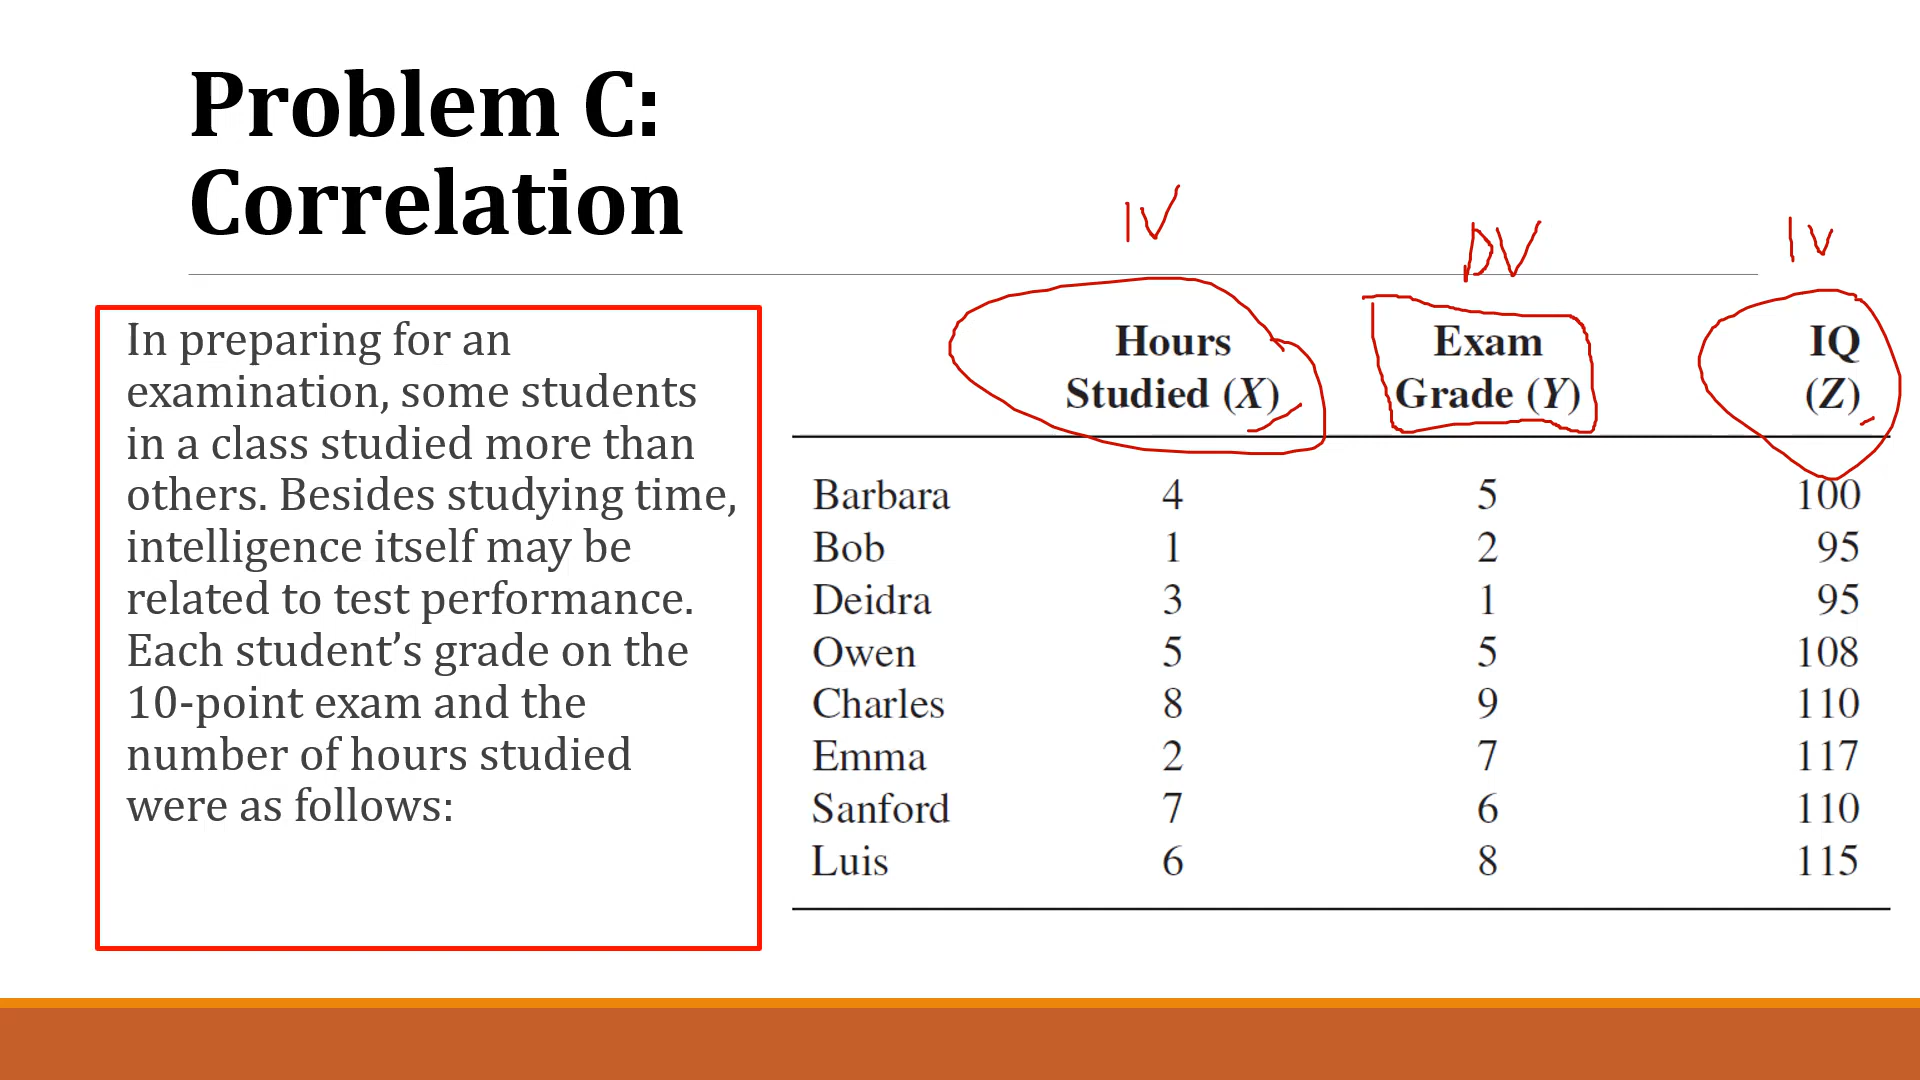 Problem C:
Correlation
IV DV IV
In preparing for an
examination, some students
in a class studied more than
others. Besides studying time,
intelligence itself may be
related to test performance.
Each student’s grade on the
10-point exam and the
number of hours studied
were as follows:
Hours Exam IQ
Studied (X) Grade (Y) (Z)
Barbara 4 5 100
Bob 1 2 95
Deidra 3 1 95
Owen 5 5 108
Charles 8 9 110
Emma 2 7 117
Sanford 7 6 110
Luis 6 8 115